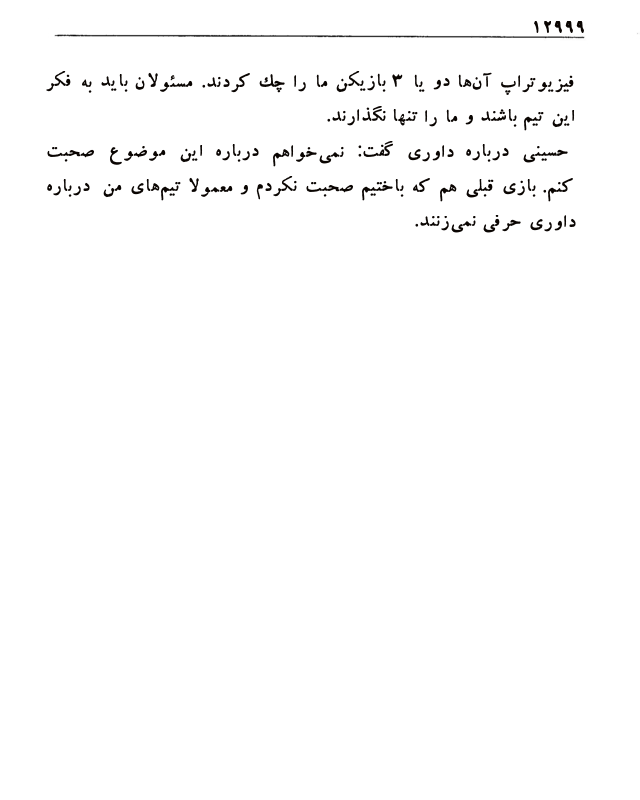 ۱۲۹۹۹
فیزیوتراپ آن‌ها دو یا ۳ بازیکن ما را چك کردند. مسئولان باید به فکر
این تیم باشند و ما را تنها نگذارند.
حسینی درباره داوری گفت: نمی‌خواهم درباره این موضوع صحبت
کنم. بازی قبلی هم که باختیم صحبت نکردم و معمولا تیم‌های من درباره
داوری حرفی نمی‌زنند.